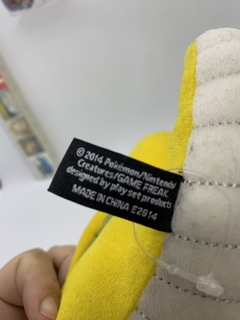 © 2014 Pokémon/Nintendo/
Creatures/GAME FREAK
designed by play set products
MADE IN CHINA E2614